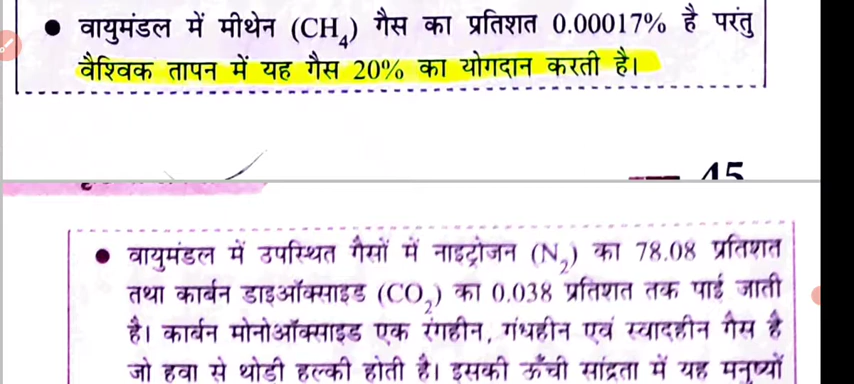 ● वायुमंडल में मीथेन (CH₄) गैस का प्रतिशत 0.00017% है परंतु
वैश्विक तापन में यह गैस 20% का योगदान करती है।
45
● वायुमंडल में उपस्थित गैसों में नाइट्रोजन (N₂) का 78.08 प्रतिशत
तथा कार्बन डाइऑक्साइड (CO₂) का 0.038 प्रतिशत तक पाई जाती
है। कार्बन मोनोऑक्साइड एक रंगहीन, गंधहीन एवं स्वादहीन गैस है
जो हवा से थोड़ी हल्की होती है। इसकी ऊँची सांद्रता में यह मनुष्यों